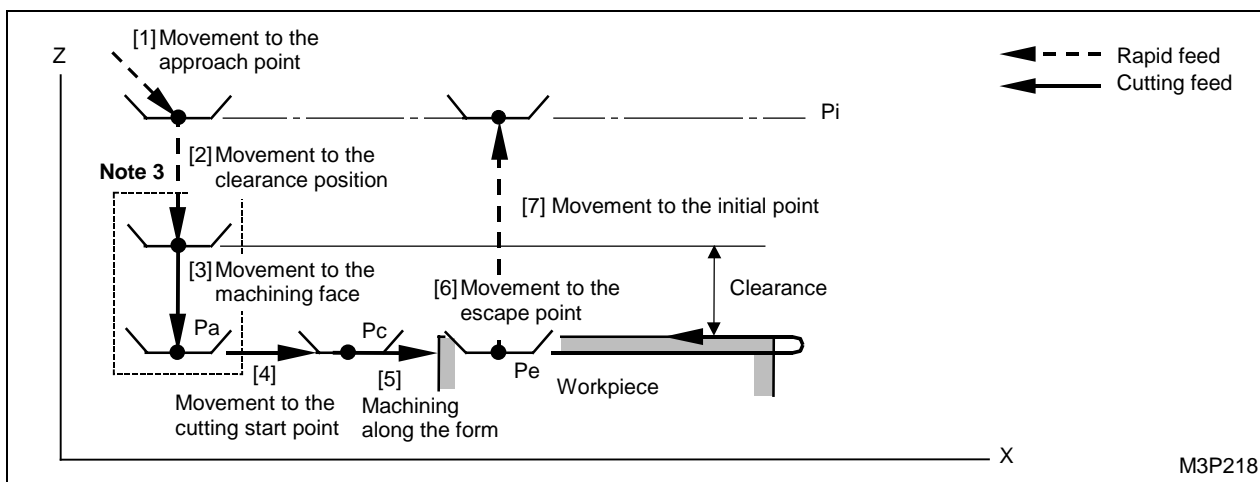 [1] Movement to the
approach point
Z
Rapid feed
Cutting feed
Pi
[2] Movement to the
clearance position
Note 3
[7] Movement to the initial point
[3] Movement to the
machining face
[6] Movement to the
escape point
Clearance
Pa
Pc
Pe
Workpiece
[4]
Movement to the
cutting start point
[5]
Machining
along the form
X
M3P218